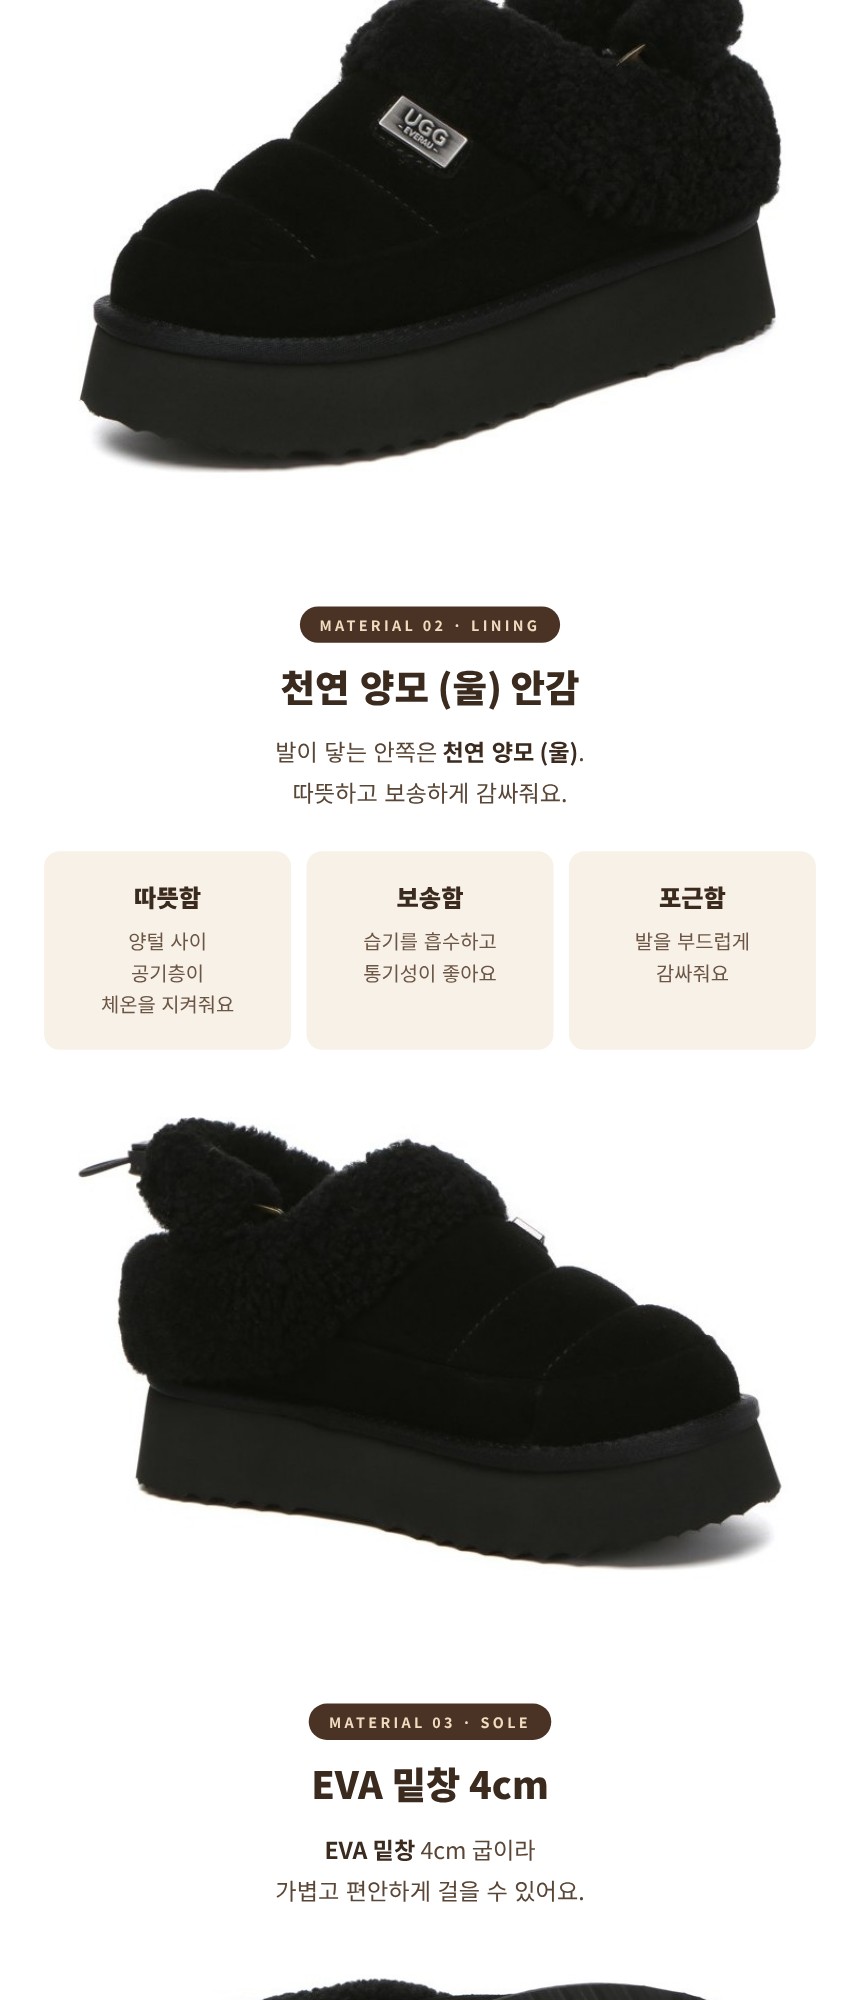 UGG
-EVERAU-
MATERIAL 02 · LINING
천연 양모 (울) 안감
발이 닿는 안쪽은 천연 양모 (울).
따뜻하고 보송하게 감싸줘요.
따뜻함
양털 사이
공기층이
체온을 지켜줘요
보송함
습기를 흡수하고
통기성이 좋아요
포근함
발을 부드럽게
감싸줘요
MATERIAL 03 · SOLE
EVA 밑창 4cm
EVA 밑창 4cm 굽이라
가볍고 편안하게 걸을 수 있어요.